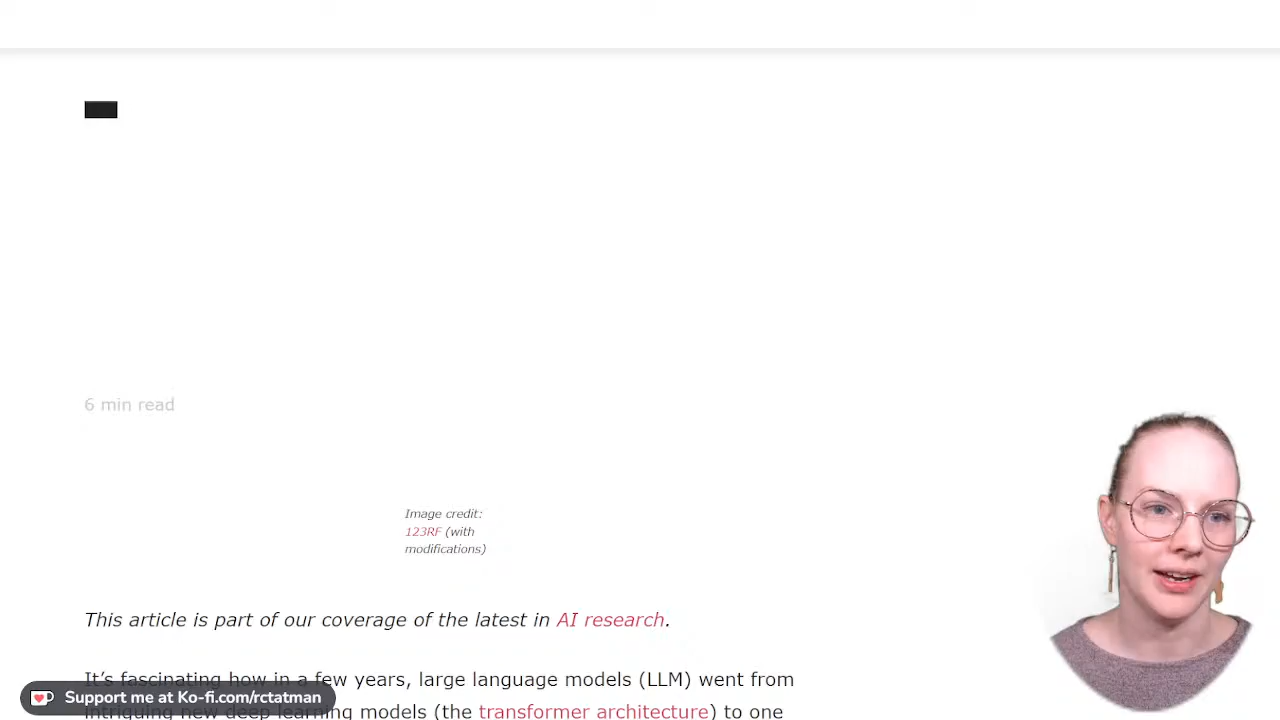 6 min read
Image credit:
123RF (with
modifications)
This article is part of our coverage of the latest in AI research.
It's fascinating how in a few years, large language models (LLM) went from
intriguing new deep learning models (the transformer architecture) to one
Support me at Ko-fi.com/rctatman